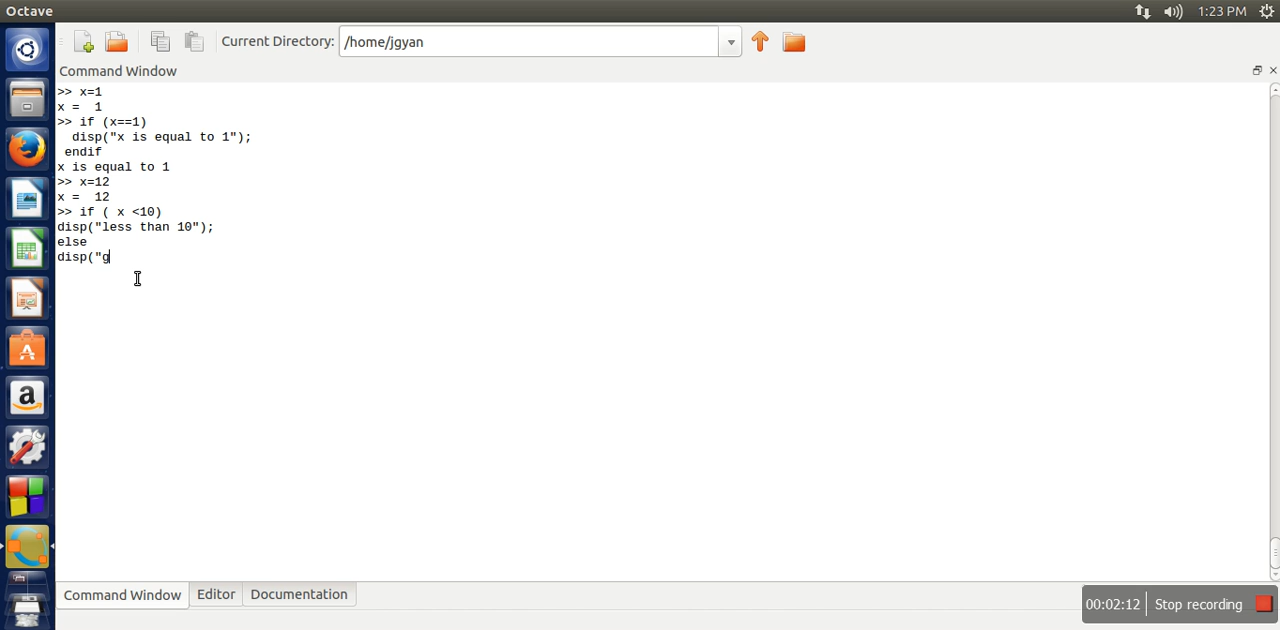 Octave
1:23 PM
Current Directory: /home/jgyan
Command Window
>> x=1
x =  1
>> if (x==1)
  disp("x is equal to 1");
 endif
x is equal to 1
>> x=12
x =  12
>> if ( x <10)
disp("less than 10");
else
disp("g
Command Window Editor Documentation
00:02:12 Stop recording